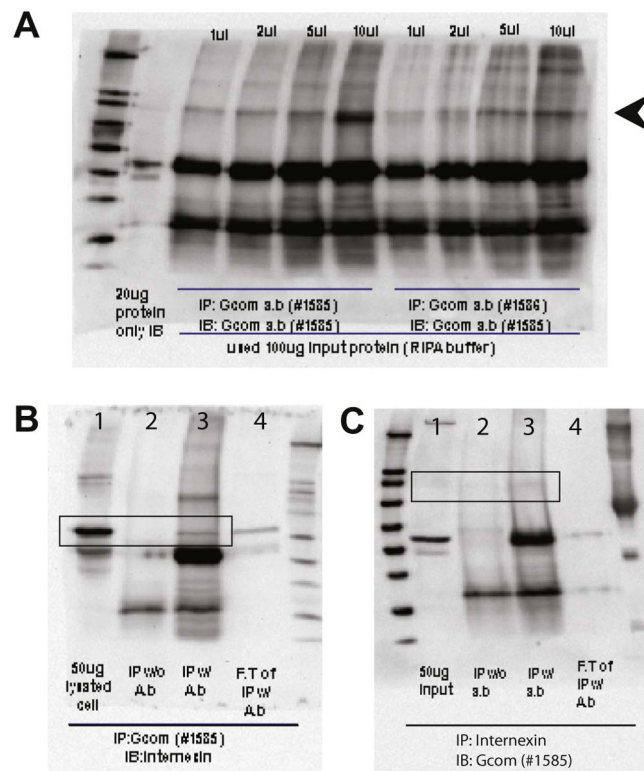 A
1ul 2ul 5ul 10ul 1ul 2ul 5ul 10ul
20ug
protein
only IB
IP: Gcom a.b (#1585)
IB: Gcom a.b (#1585)
IP: Gcom a.b (#1586)
IB: Gcom a.b (#1585)
used 100ug input protein (RIPA buffer)
B
1 2 3 4
50ug
lysated
cell
IP w/o
Ab
IP w/
Ab
F.T of
IP w/
Ab
IP:Gcom (#1585)
IB:Internexin
C
1 2 3 4
50ug
Input
IP w/o
a.b
IP w/
a.b
F.T of
IP w/
Ab
IP: Internexin
IB: Gcom (#1585)